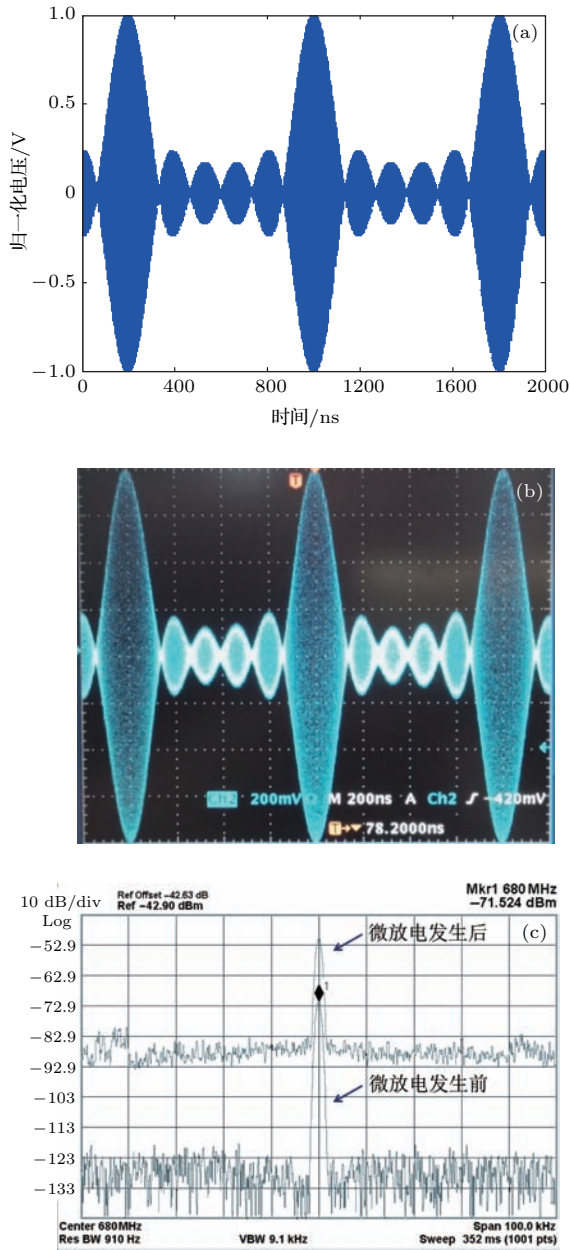 (a)
1.0
0.5
0
−0.5
−1.0
归一化电压/V
0 400 800 1200 1600 2000
时间/ns
(b)
T
Ch2 200mV M 200ns A Ch2 −420mV
T 78.2000ns
10 dB/div
Log
Ref Offset −42.63 dB
Ref −42.90 dBm
Mkr1 680 MHz
−71.524 dBm
(c)
−52.9
−62.9
−72.9
−82.9
−92.9
−103
−113
−123
−133
微放电发生后
1
微放电发生前
Center 680 MHz
Span 100.0 kHz
Res BW 910 Hz
VBW 9.1 kHz
Sweep 352 ms (1001 pts)